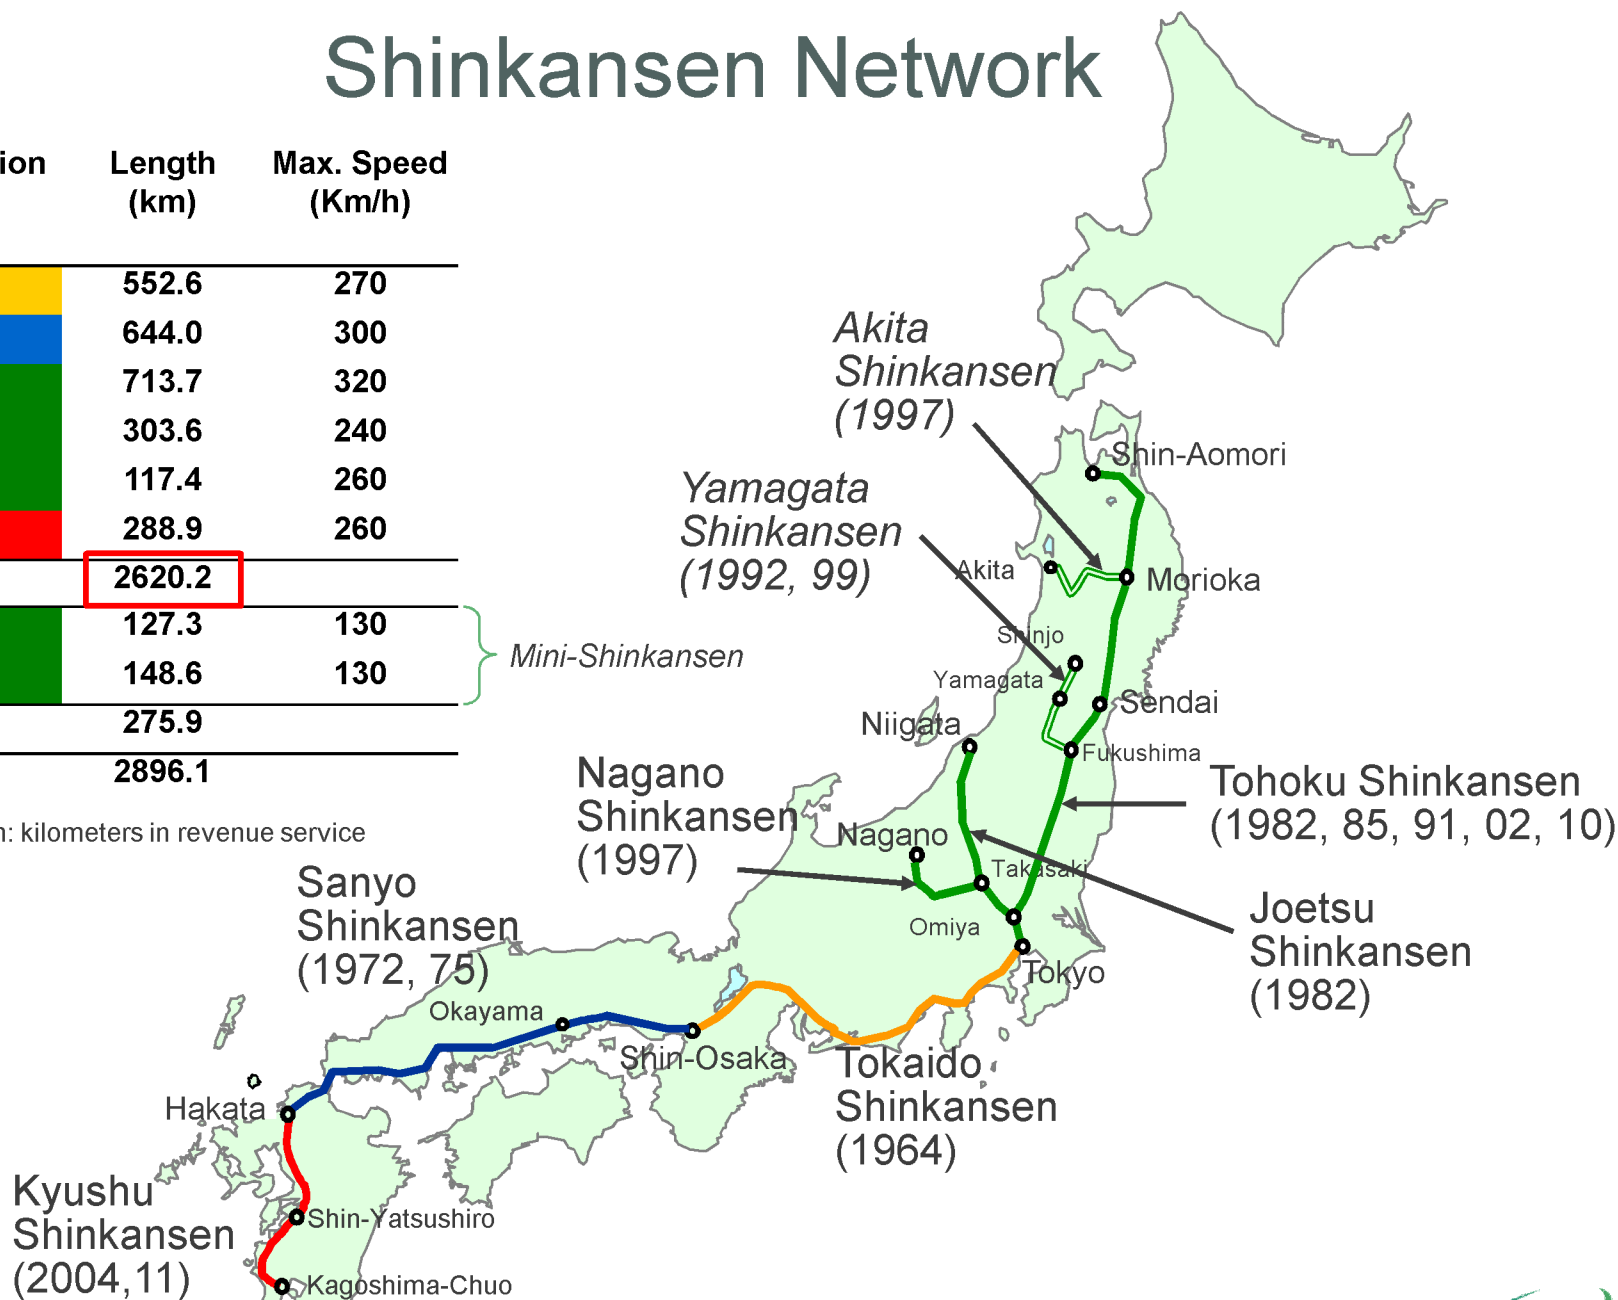 Shinkansen Network
ion Length Max. Speed
(km) (Km/h)
552.6 270
644.0 300
713.7 320
303.6 240
117.4 260
288.9 260
2620.2
127.3 130
148.6 130
Mini-Shinkansen
275.9
2896.1
n: kilometers in revenue service
Akita
Shinkansen
(1997)
Shin-Aomori
Yamagata
Shinkansen
(1992, 99)
Akita
Morioka
Shinjo
Yamagata
Sendai
Niigata
Fukushima
Nagano
Shinkansen
(1997)
Tohoku Shinkansen
(1982, 85, 91, 02, 10)
Nagano
Takasaki
Sanyo
Shinkansen
(1972, 75)
Omiya
Joetsu
Shinkansen
(1982)
Tokyo
Okayama
Shin-Osaka
Tokaido
Shinkansen
(1964)
Hakata
Kyushu
Shinkansen
(2004,11)
Shin-Yatsushiro
Kagoshima-Chuo